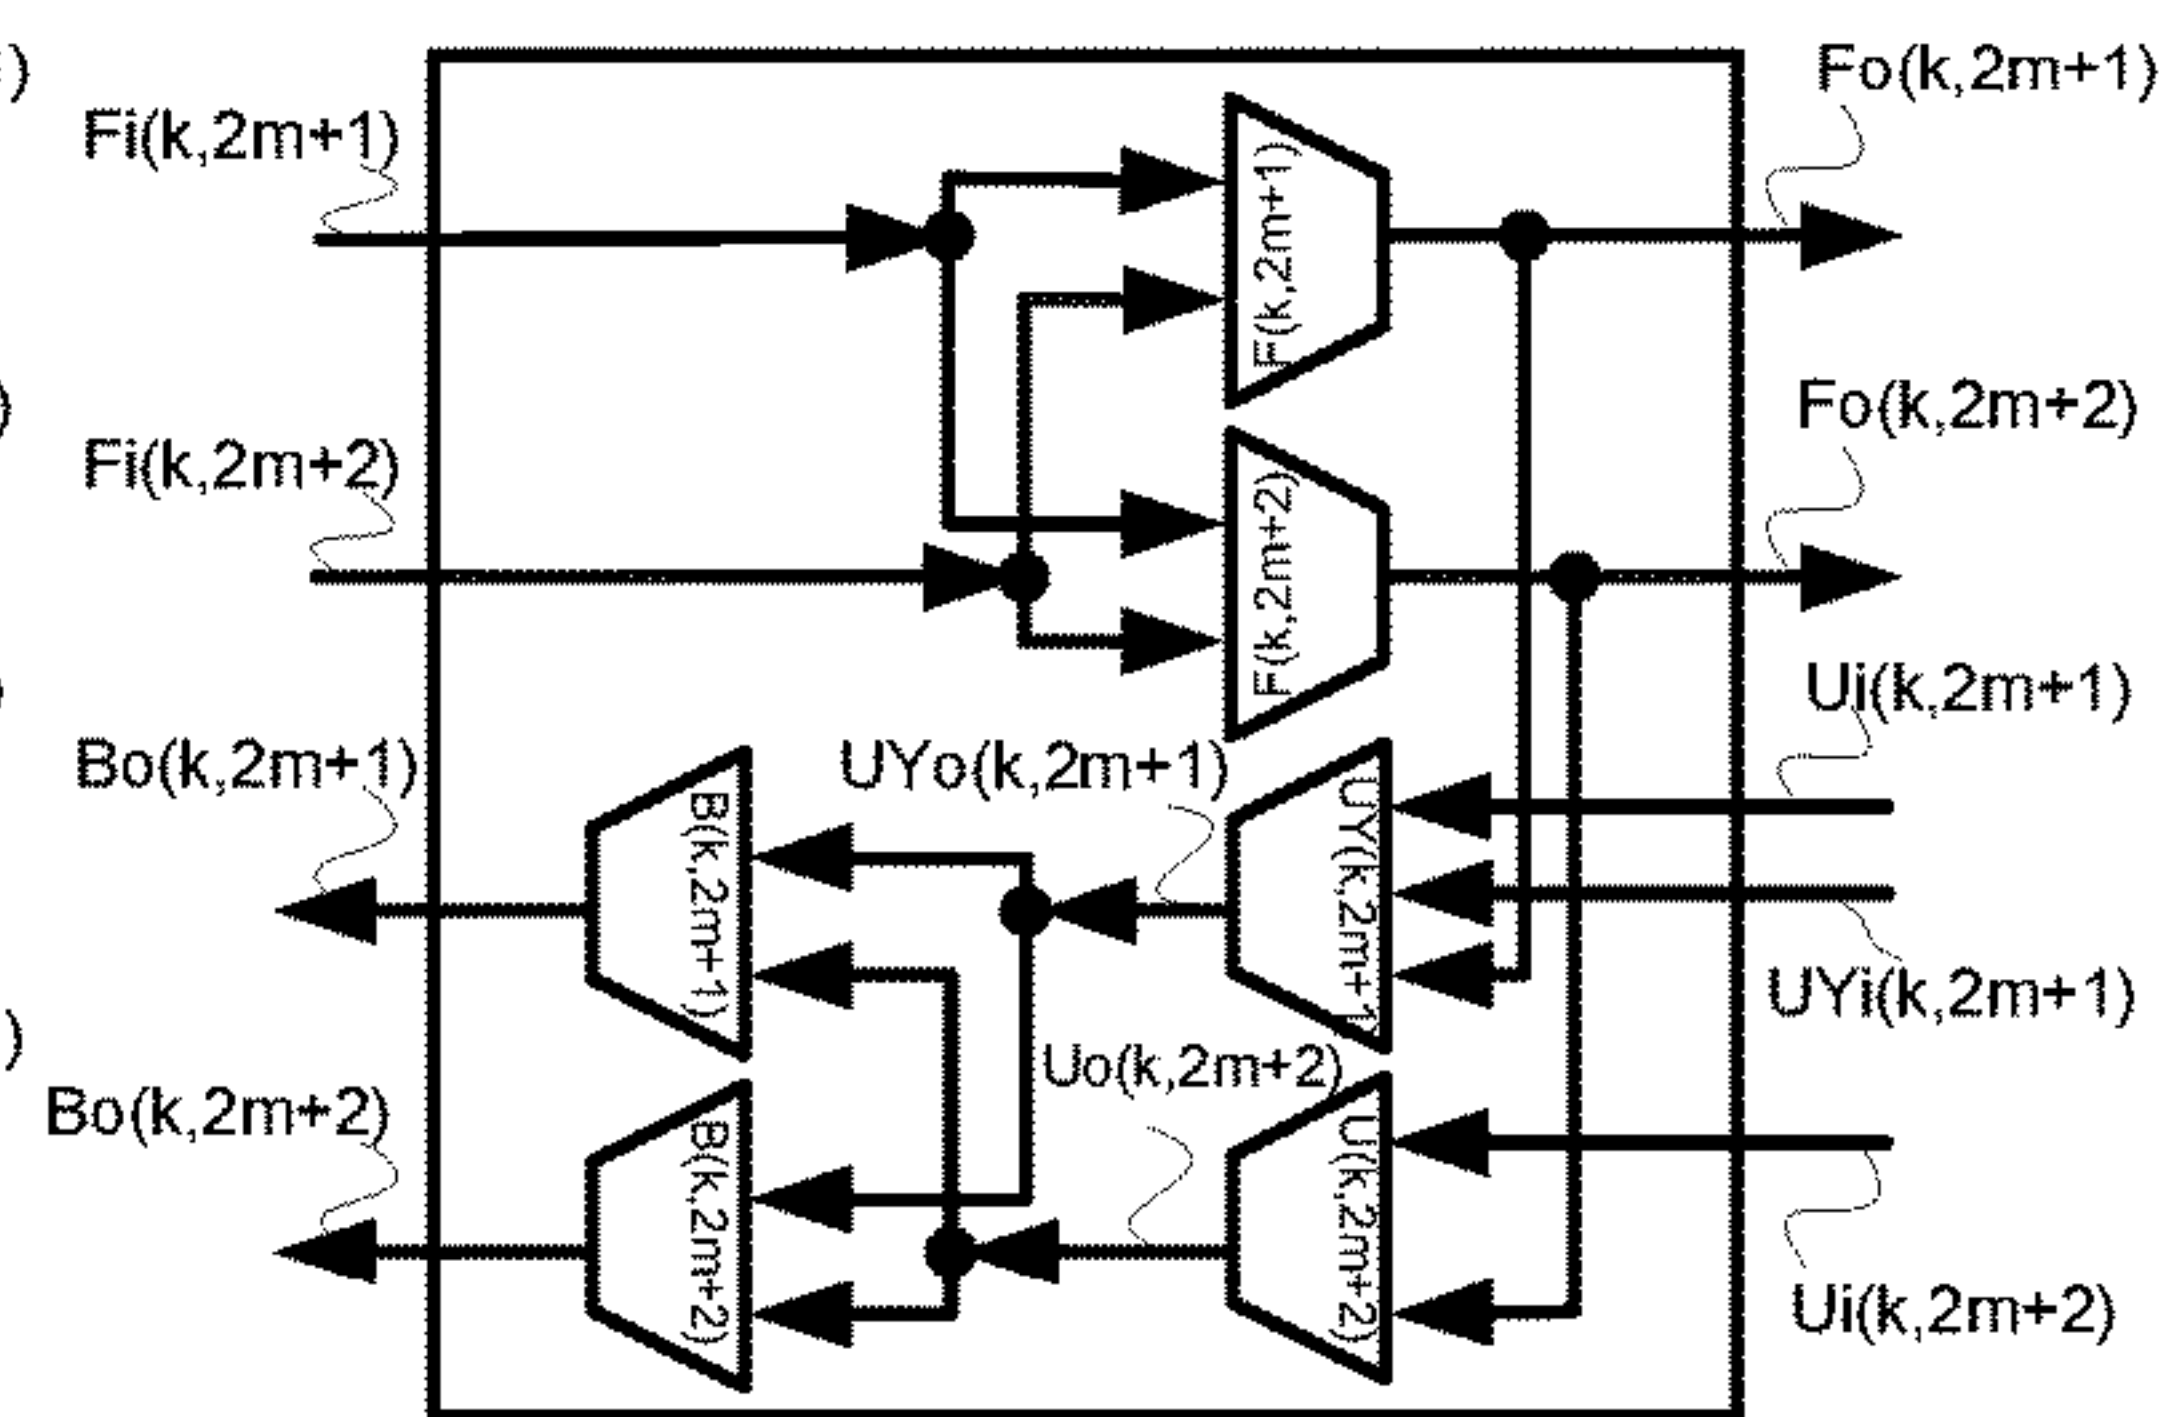 )
Fo(k,2m+1)
Fi(k,2m+1)
F(k,2m+1)
)
Fo(k,2m+2)
Fi(k,2m+2)
F(k,2m+2)
)
Ui(k,2m+1)
Bo(k,2m+1)
UYo(k,2m+1)
B(k,2m+1)
UY(k,2m+1)
UYi(k,2m+1)
)
Uo(k,2m+2)
Bo(k,2m+2)
B(k,2m+2)
U(k,2m+2)
Ui(k,2m+2)